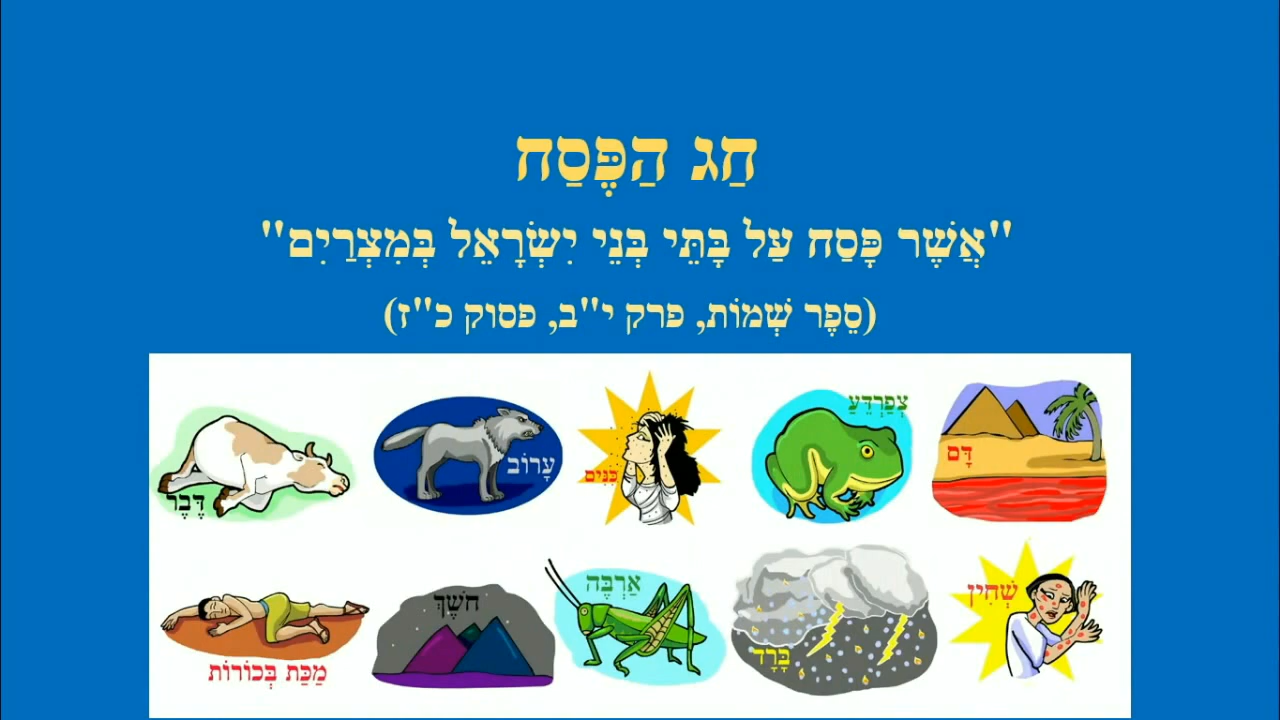 חַג הַפֶּסַח
"אֲשֶׁר פָּסַח עַל בָּתֵּי בְּנֵי יִשְׂרָאֵל בְּמִצְרַיִם"
(סֵפֶר שְׁמוֹת, פרק י"ב, פסוק כ"ז)
דָּם
צְפַרְדֵּעַ
כִּנִּים
עָרוֹב
דֶּבֶר
שְׁחִין
בָּרָד
אַרְבֶּה
חֹשֶׁךְ
מַכַּת בְּכוֹרוֹת